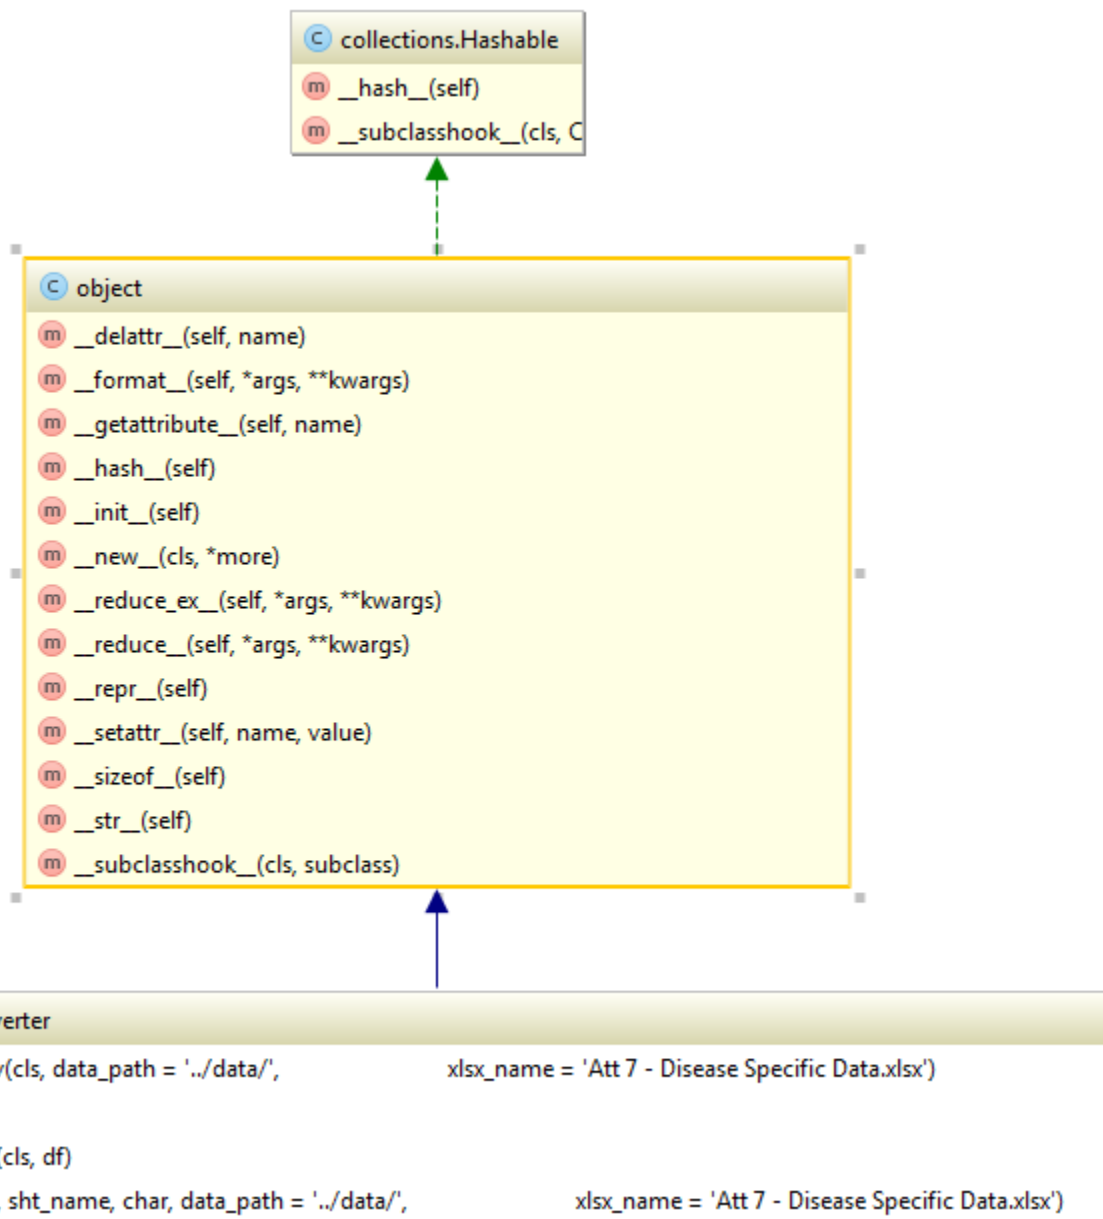 C collections.Hashable
m __hash__(self)
m __subclasshook__(cls, C
C object
m __delattr__(self, name)
m __format__(self, *args, **kwargs)
m __getattribute__(self, name)
m __hash__(self)
m __init__(self)
m __new__(cls, *more)
m __reduce_ex__(self, *args, **kwargs)
m __reduce__(self, *args, **kwargs)
m __repr__(self)
m __setattr__(self, name, value)
m __sizeof__(self)
m __str__(self)
m __subclasshook__(cls, subclass)
verter
(cls, data_path = '../data/', xlsx_name = 'Att 7 - Disease Specific Data.xlsx')
(cls, df)
, sht_name, char, data_path = '../data/', xlsx_name = 'Att 7 - Disease Specific Data.xlsx')